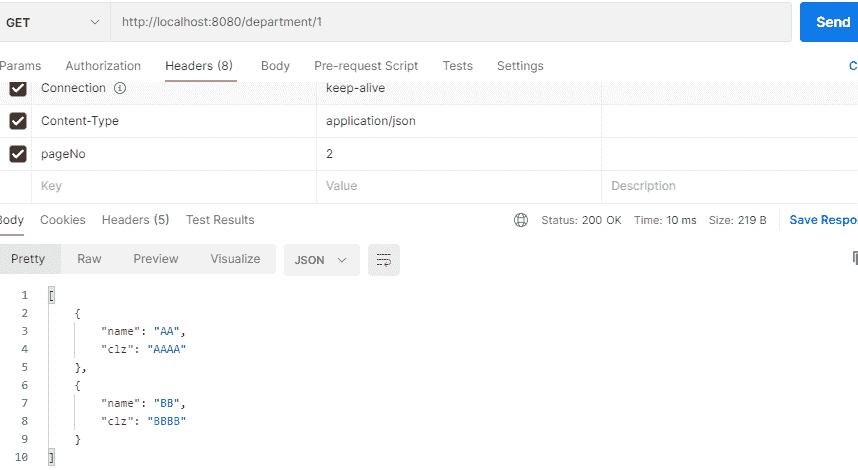 GET http://localhost:8080/department/1 Send
Params Authorization Headers (8) Body Pre-request Script Tests Settings C
Connection keep-alive
Content-Type application/json
pageNo 2
Key Value Description
Body Cookies Headers (5) Test Results Status: 200 OK Time: 10 ms Size: 219 B Save Respo
Pretty Raw Preview Visualize JSON
1 [
2 {
3 "name": "AA",
4 "clz": "AAAA"
5 },
6 {
7 "name": "BB",
8 "clz": "BBBB"
9 }
10 ]